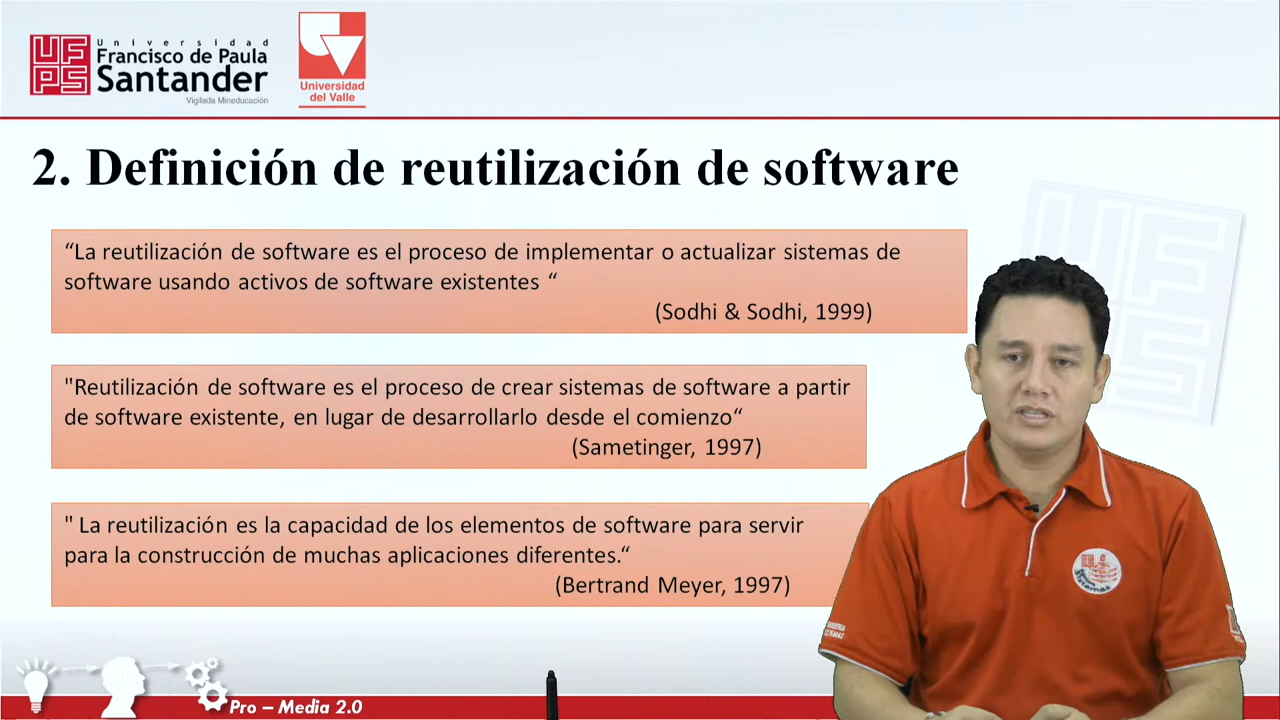 UFPS
Universidad
Francisco de Paula
Santander
Vigilada Mineducación
Universidad
del Valle
2. Definición de reutilización de software
“La reutilización de software es el proceso de implementar o actualizar sistemas de
software usando activos de software existentes “
(Sodhi & Sodhi, 1999)
"Reutilización de software es el proceso de crear sistemas de software a partir
de software existente, en lugar de desarrollarlo desde el comienzo“
(Sametinger, 1997)
" La reutilización es la capacidad de los elementos de software para servir
para la construcción de muchas aplicaciones diferentes.“
(Bertrand Meyer, 1997)
Pro – Media 2.0